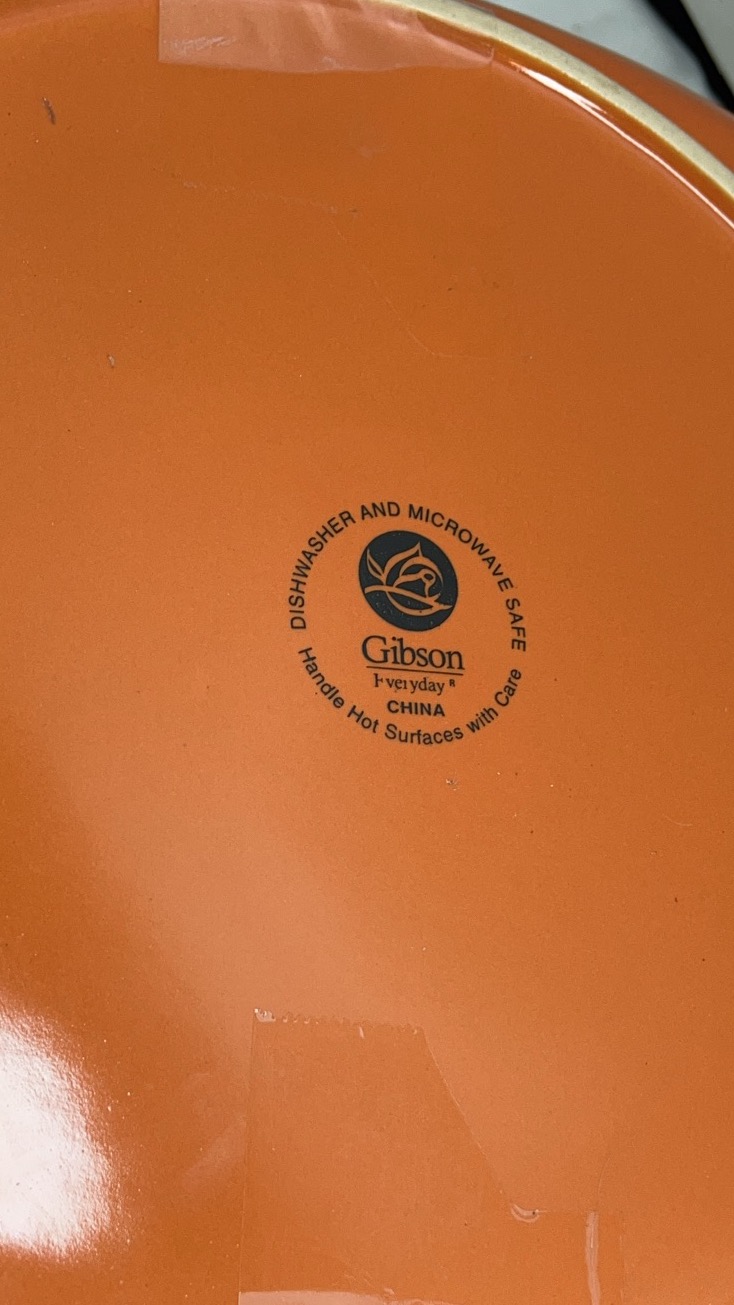 DISHWASHER AND MICROWAVE SAFE
Gibson
Everyday ®
CHINA
Handle Hot Surfaces with Care